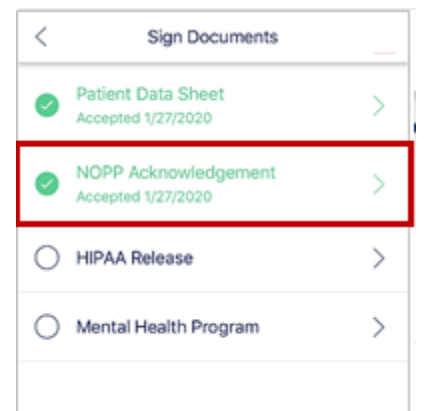 Sign Documents
Patient Data Sheet
Accepted 1/27/2020
NOPP Acknowledgement
Accepted 1/27/2020
HIPAA Release
Mental Health Program